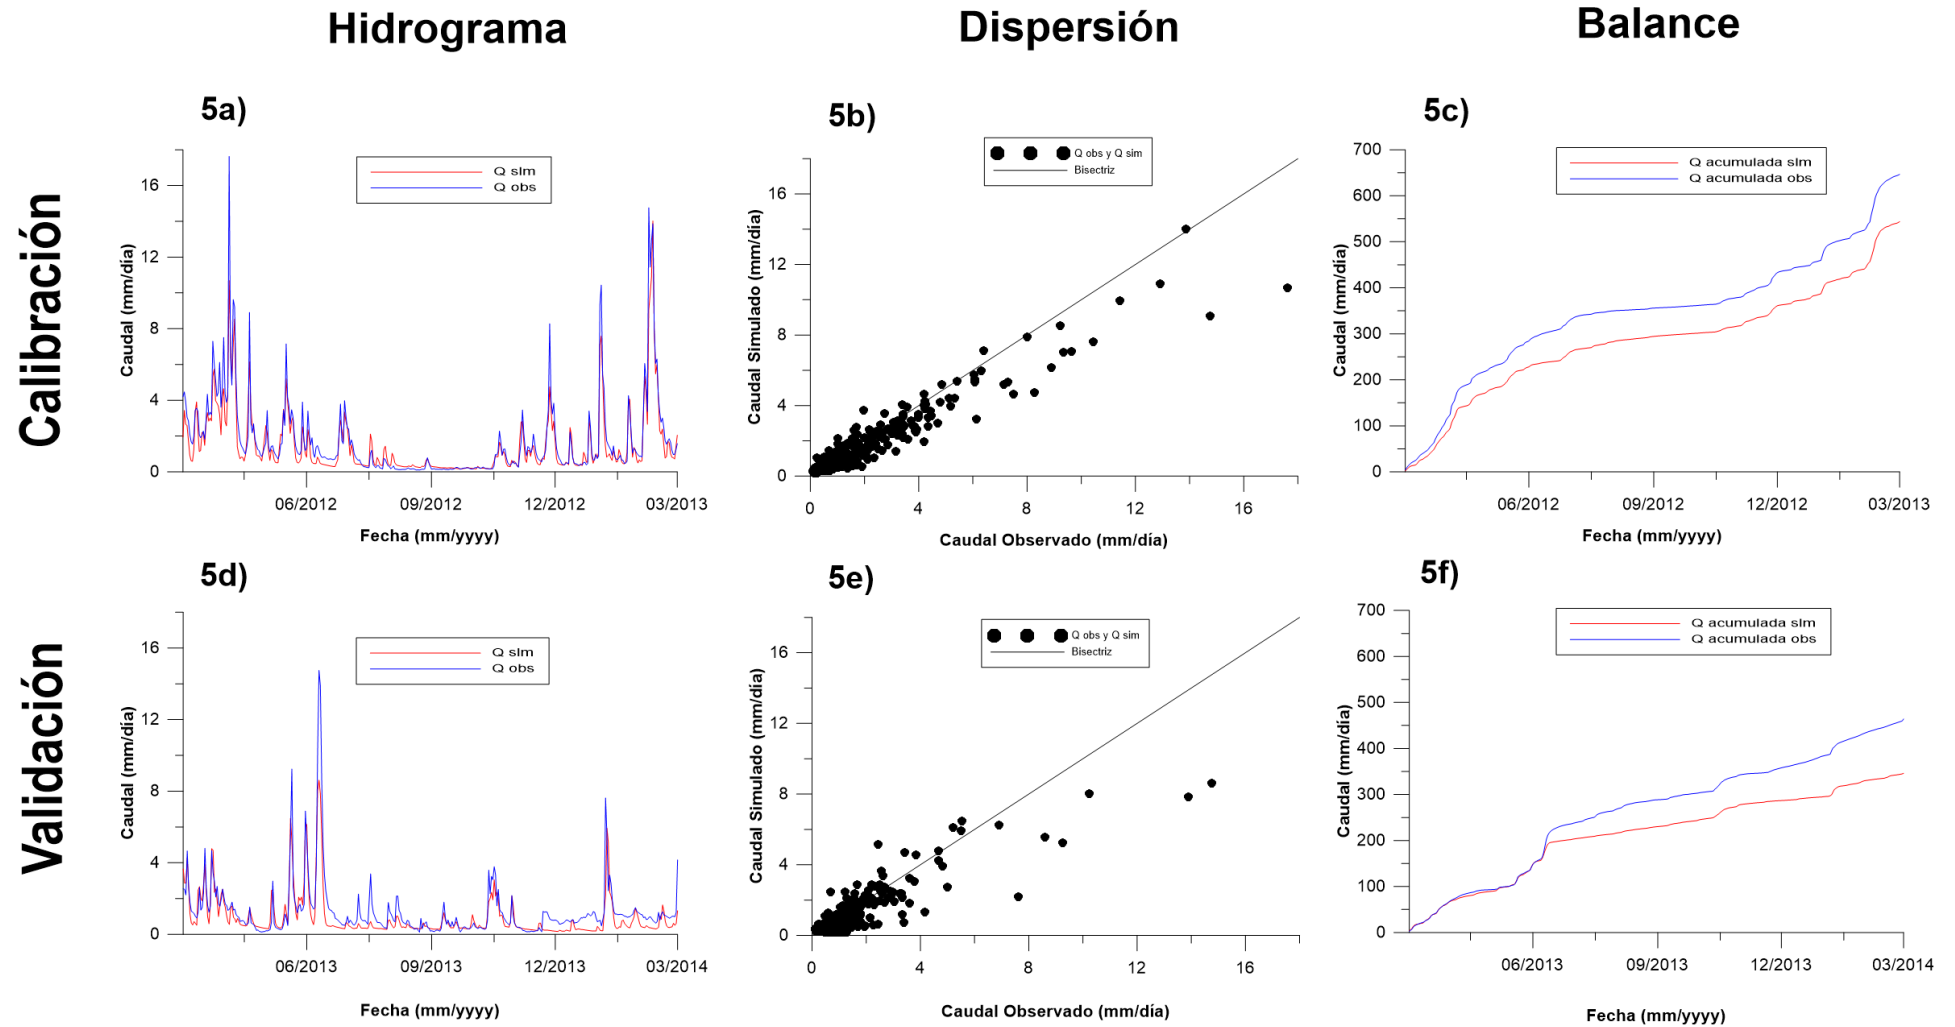 Hidrograma
Dispersión
Balance
Calibración
Validación
5a)
Q sim
Q obs
Caudal (mm/día)
16
12
8
4
0
06/2012
09/2012
12/2012
03/2013
Fecha (mm/yyyy)
5b)
Q obs y Q sim
Bisectriz
Caudal Simulado (mm/día)
16
12
8
4
0
0
4
8
12
16
Caudal Observado (mm/día)
5c)
Q acumulada sim
Q acumulada obs
Caudal (mm/día)
700
600
500
400
300
200
100
0
06/2012
09/2012
12/2012
03/2013
Fecha (mm/yyyy)
5d)
Q sim
Q obs
Caudal (mm/día)
16
12
8
4
0
06/2013
09/2013
12/2013
03/2014
Fecha (mm/yyyy)
5e)
Q obs y Q sim
Bisectriz
Caudal Simulado (mm/día)
16
12
8
4
0
0
4
8
12
16
Caudal Observado (mm/día)
5f)
Q acumulada sim
Q acumulada obs
Caudal (mm/día)
700
600
500
400
300
200
100
0
06/2013
09/2013
12/2013
03/2014
Fecha (mm/yyyy)